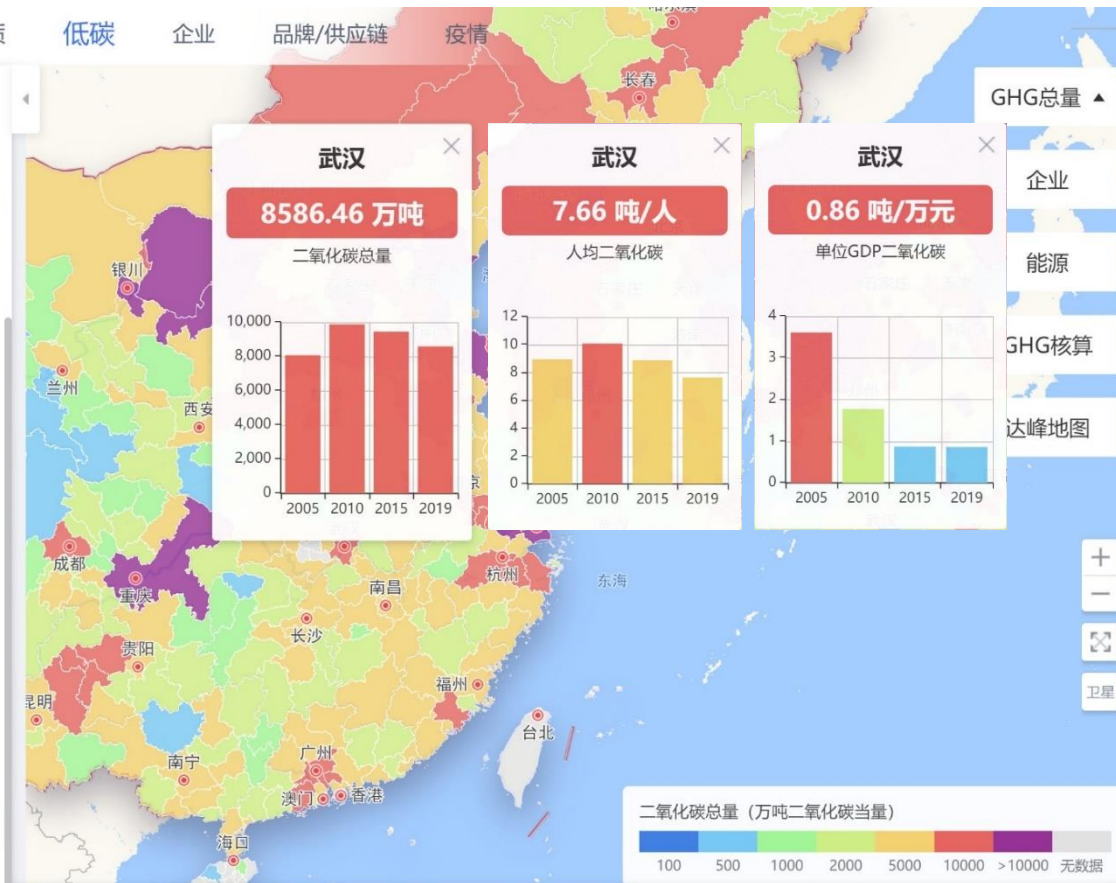 低碳
企业
品牌/供应链
疫情
长春
GHG总量
企业
能源
GHG核算
达峰地图
武汉
8586.46 万吨
二氧化碳总量
10,000
8,000
6,000
4,000
2,000
0
2005 2010 2015 2019
武汉
7.66 吨/人
人均二氧化碳
12
10
8
6
4
2
0
2005 2010 2015 2019
武汉
0.86 吨/万元
单位GDP二氧化碳
4
3
2
1
0
2005 2010 2015 2019
银川
兰州
西安
成都
重庆
杭州
东海
南昌
长沙
贵阳
福州
昆明
台北
南宁
广州
澳门
香港
海口
卫星
二氧化碳总量（万吨二氧化碳当量）
100 500 1000 2000 5000 10000 >10000 无数据